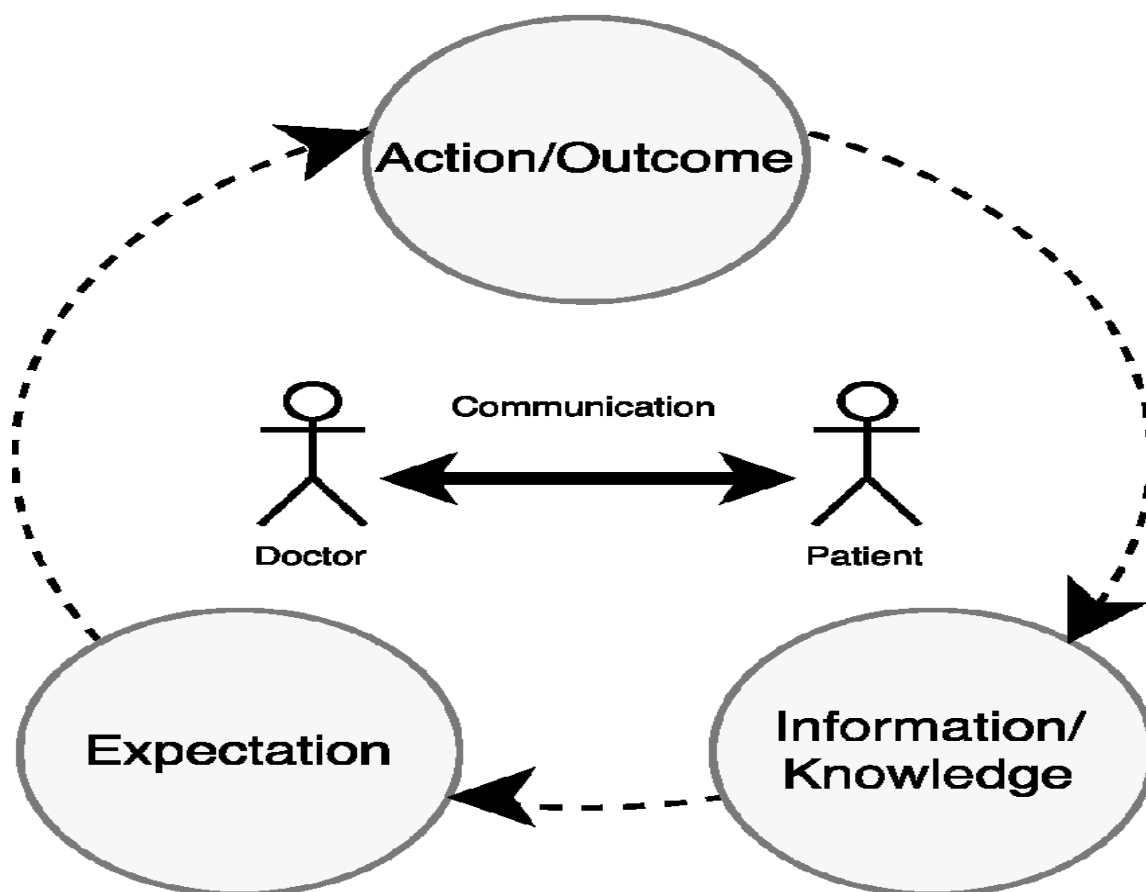 Action/Outcome
Communication
Doctor
Patient
Expectation
Information/
Knowledge